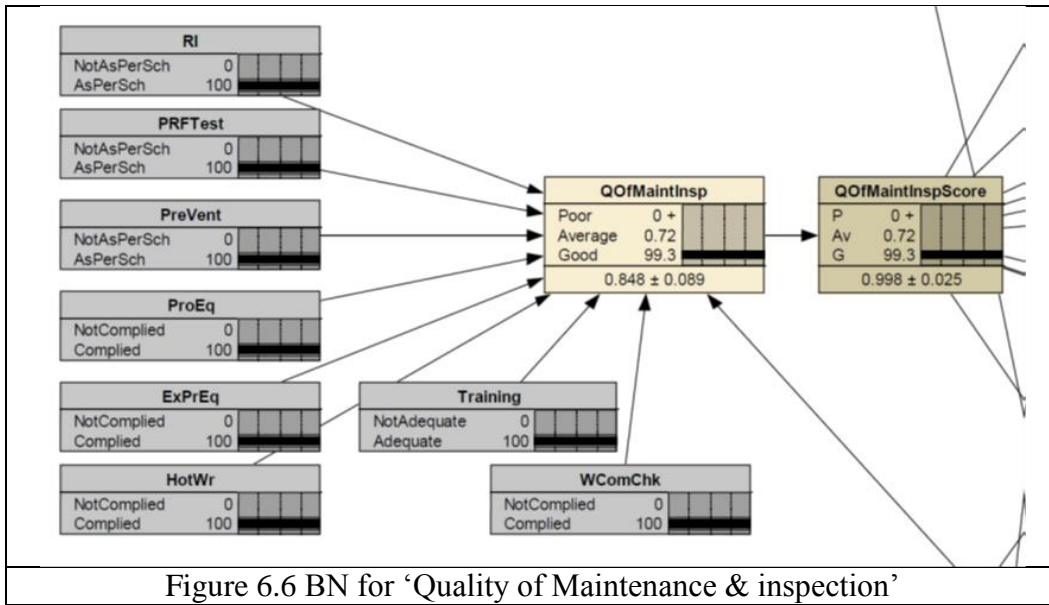 RI
NotAsPerSch 0
AsPerSch 100
PRFTest
NotAsPerSch 0
AsPerSch 100
PreVent
NotAsPerSch 0
AsPerSch 100
ProEq
NotComplied 0
Complied 100
ExPrEq
NotComplied 0
Complied 100
HotWr
NotComplied 0
Complied 100
Training
NotAdequate 0
Adequate 100
WComChk
NotComplied 0
Complied 100
QOfMaintInsp
Poor 0 +
Average 0.72
Good 99.3
0.848 ± 0.089
QOfMaintInspScore
P 0 +
Av 0.72
G 99.3
0.998 ± 0.025
Figure 6.6 BN for ‘Quality of Maintenance & inspection’